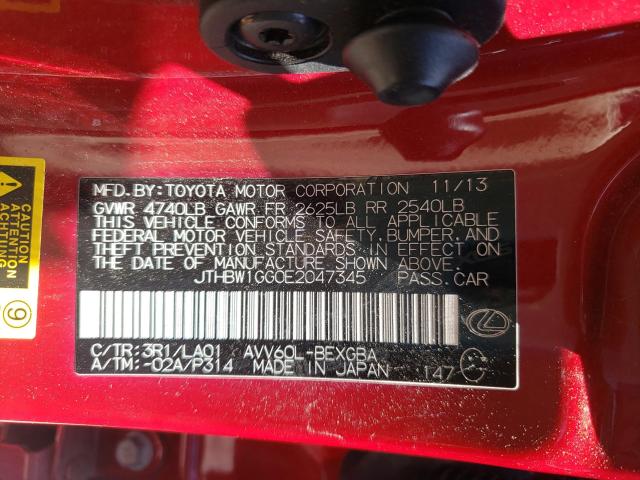 MFD. BY: TOYOTA MOTOR CORPORATION 11/13
GVWR 4740LB GAWR FR 2625LB RR 2540LB
THIS VEHICLE CONFORMS TO ALL APPLICABLE
FEDERAL MOTOR VEHICLE SAFETY, BUMPER, AND
THEFT PREVENTION STANDARDS IN EFFECT ON
THE DATE OF MANUFACTURE SHOWN ABOVE.
JTHBW1GG0E2047345 PASS. CAR
C/TR: 3R1/LA01 AVV60L-BEXGBA
A/TM: -02A/P314 MADE IN JAPAN 147
9